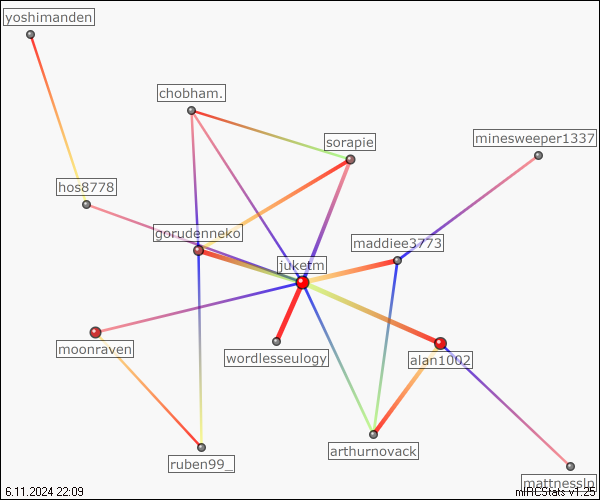 yoshimanden
chobham.
sorapie
minesweeper1337
hos8778
gorudenneko
maddiee3773
juketm
moonraven
wordlesseulogy
alan1002
ruben99_
arthurnovack
mattnesslp
6.11.2024 22:09
mIRCStats v1.25